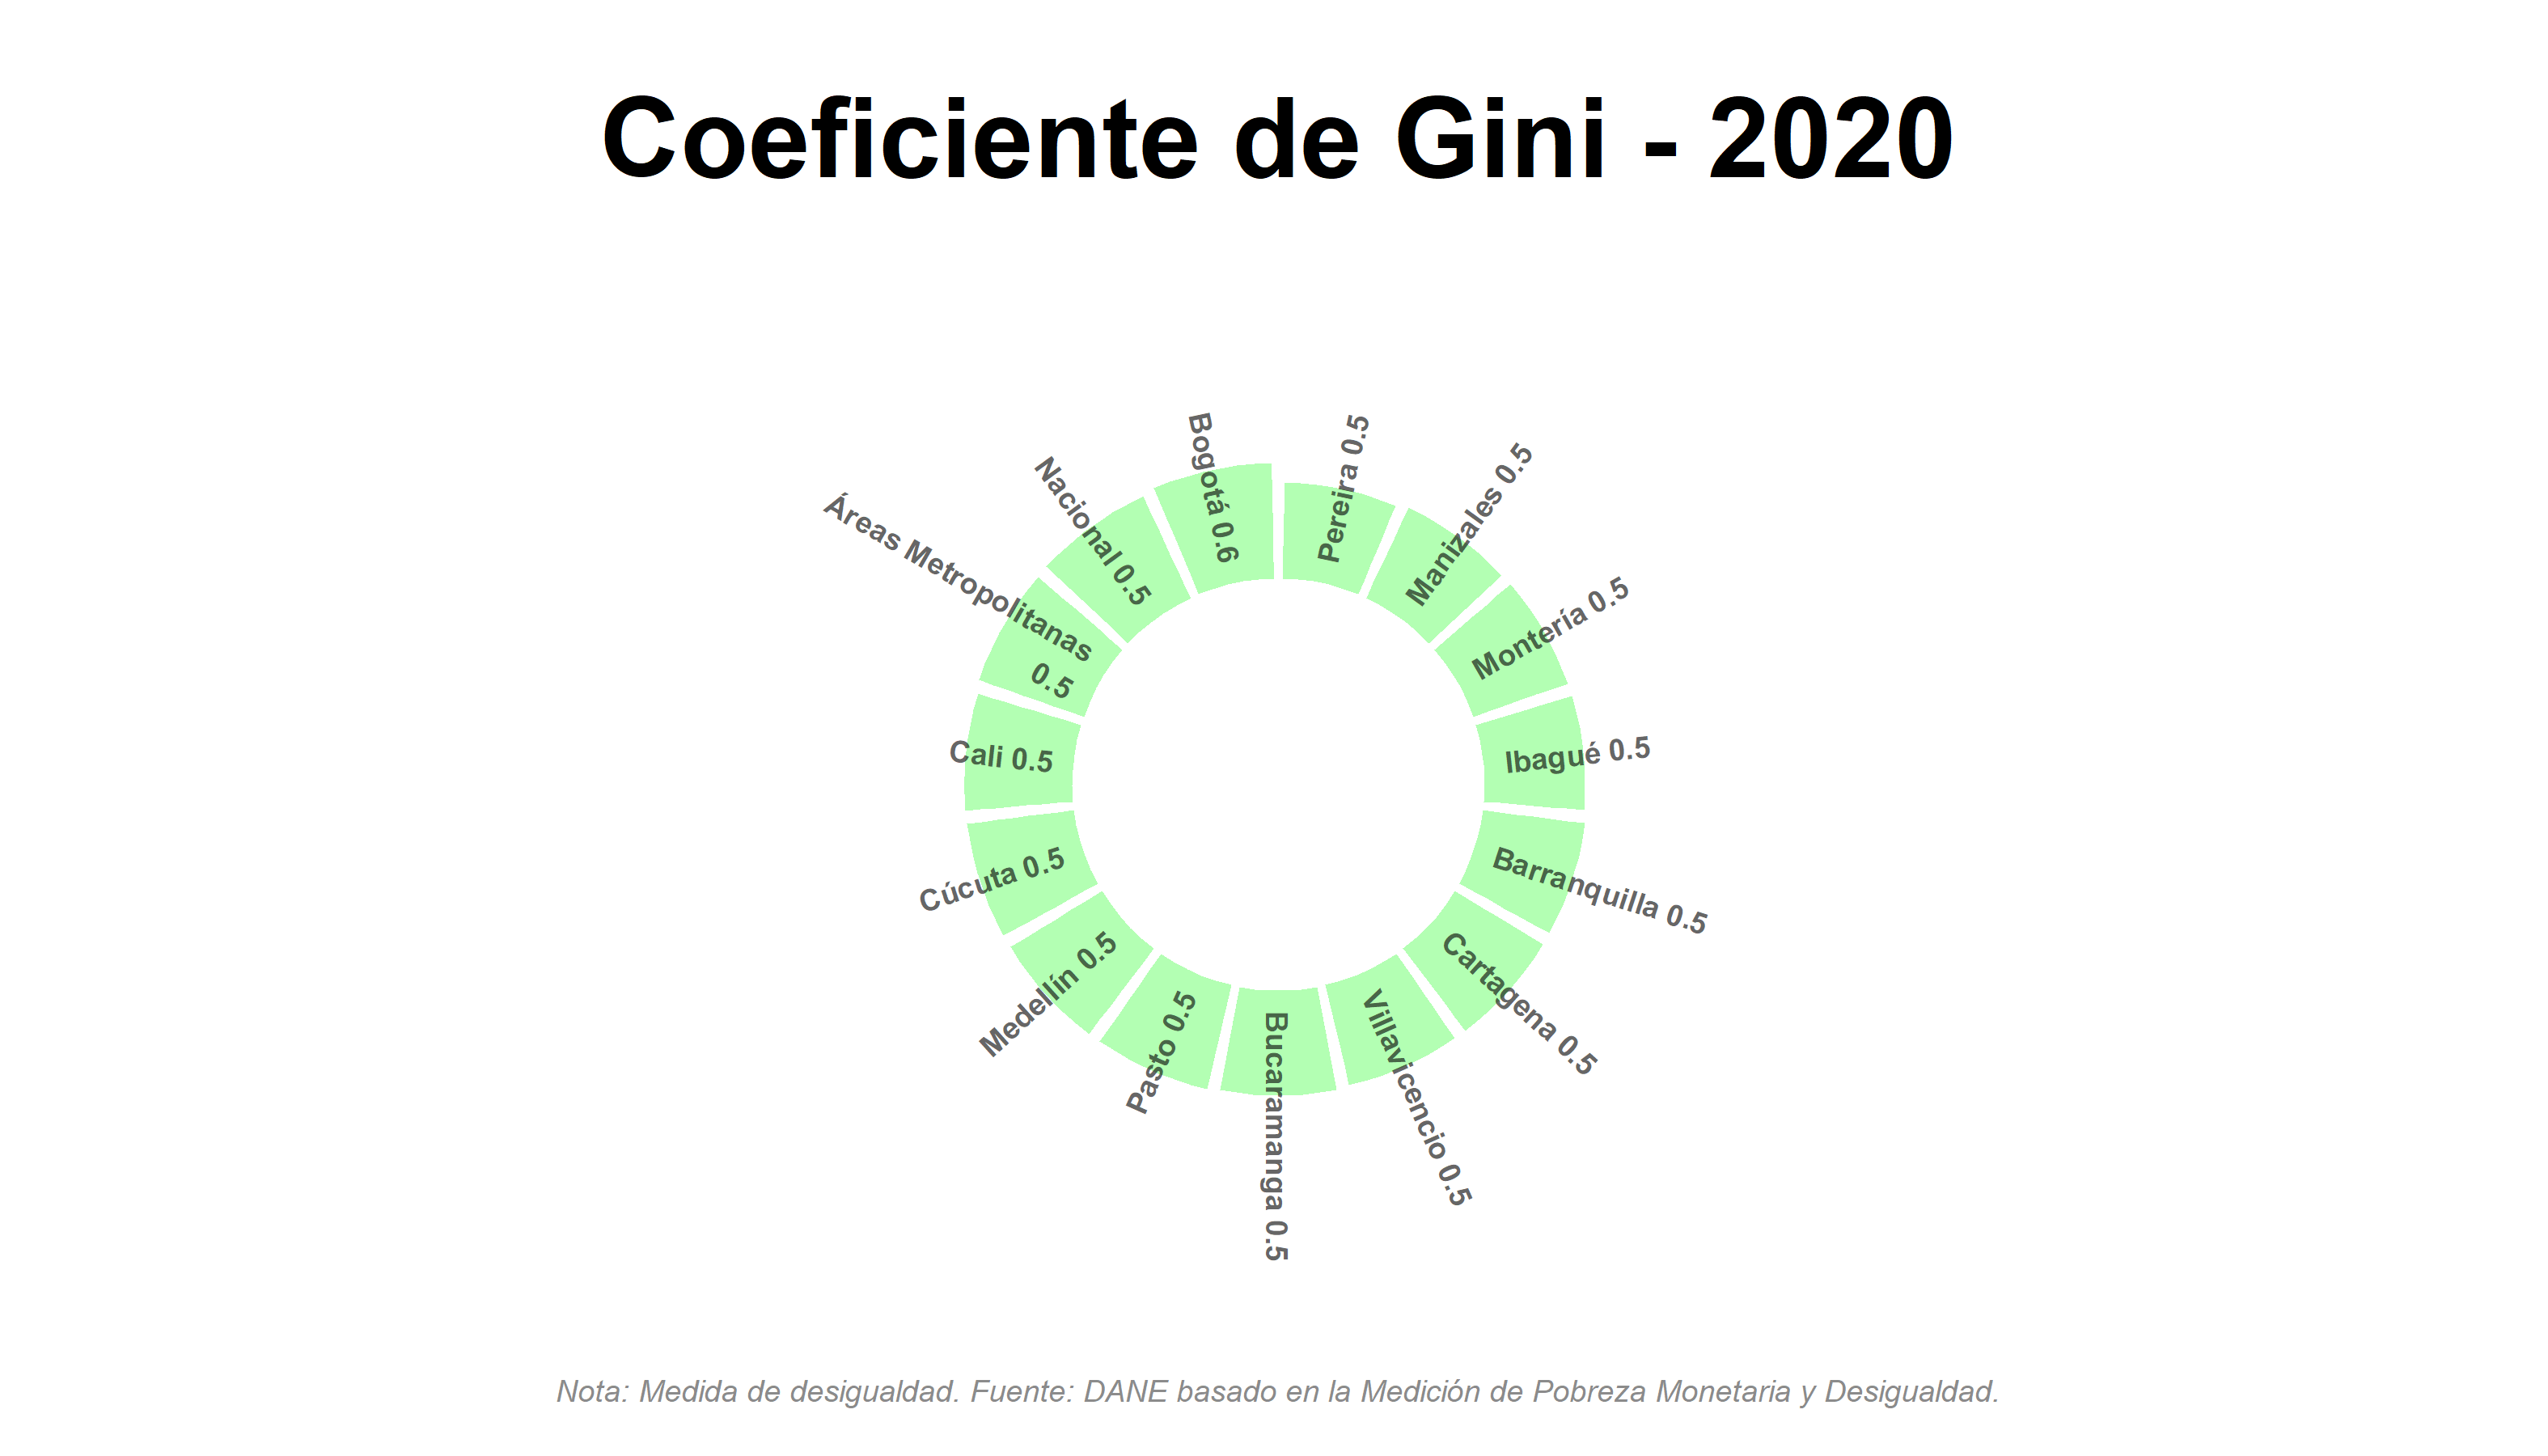 Coeficiente de Gini - 2020
Pereira 0.5
Manizales 0.5
Montería 0.5
Ibagué 0.5
Barranquilla 0.5
Cartagena 0.5
Villavicencio 0.5
Bucaramanga 0.5
Pasto 0.5
Medellín 0.5
Cúcuta 0.5
Cali 0.5
Áreas Metropolitanas
0.5
Nacional 0.5
Bogotá 0.6
Nota: Medida de desigualdad. Fuente: DANE basado en la Medición de Pobreza Monetaria y Desigualdad.